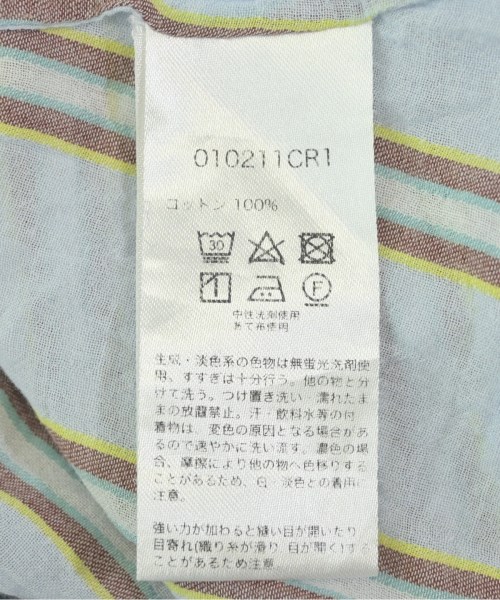 010211CR1
コットン 100%
30
F
中性洗剤使用
あて布使用
生成・淡色系の色物は無蛍光洗剤使
用、すすぎは十分行う。他の物と分
けて洗う。つけ置き洗い・濡れたま
まの放置禁止。汗・飲料水等の付
着物は、変色の原因となる場合があ
るので速やかに洗い流す。濃色の場
合、摩擦により他の物へ色移りする
ことがあるため、白・淡色との着用に
注意。
強い力が加わると縫い目が開いたり
目寄れ(織り糸が滑り、目が開く)する
ことがあるため注意